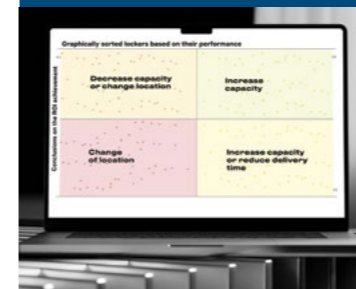 Graphically sorted lockers based on their performance
Conclusions on the ROI achievement
Decrease capacity
or change location
Increase
capacity
Change
of location
Increase capacity
or reduce delivery
time